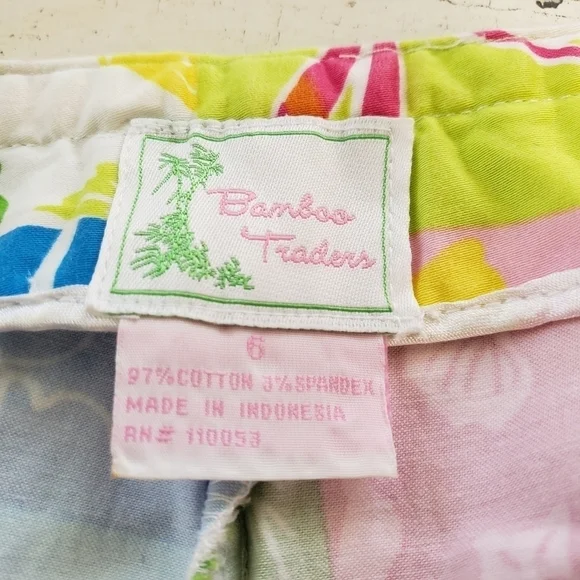 Bamboo
Traders
6
97% COTTON 3% SPANDEX
MADE IN INDONESIA
RN# 110053